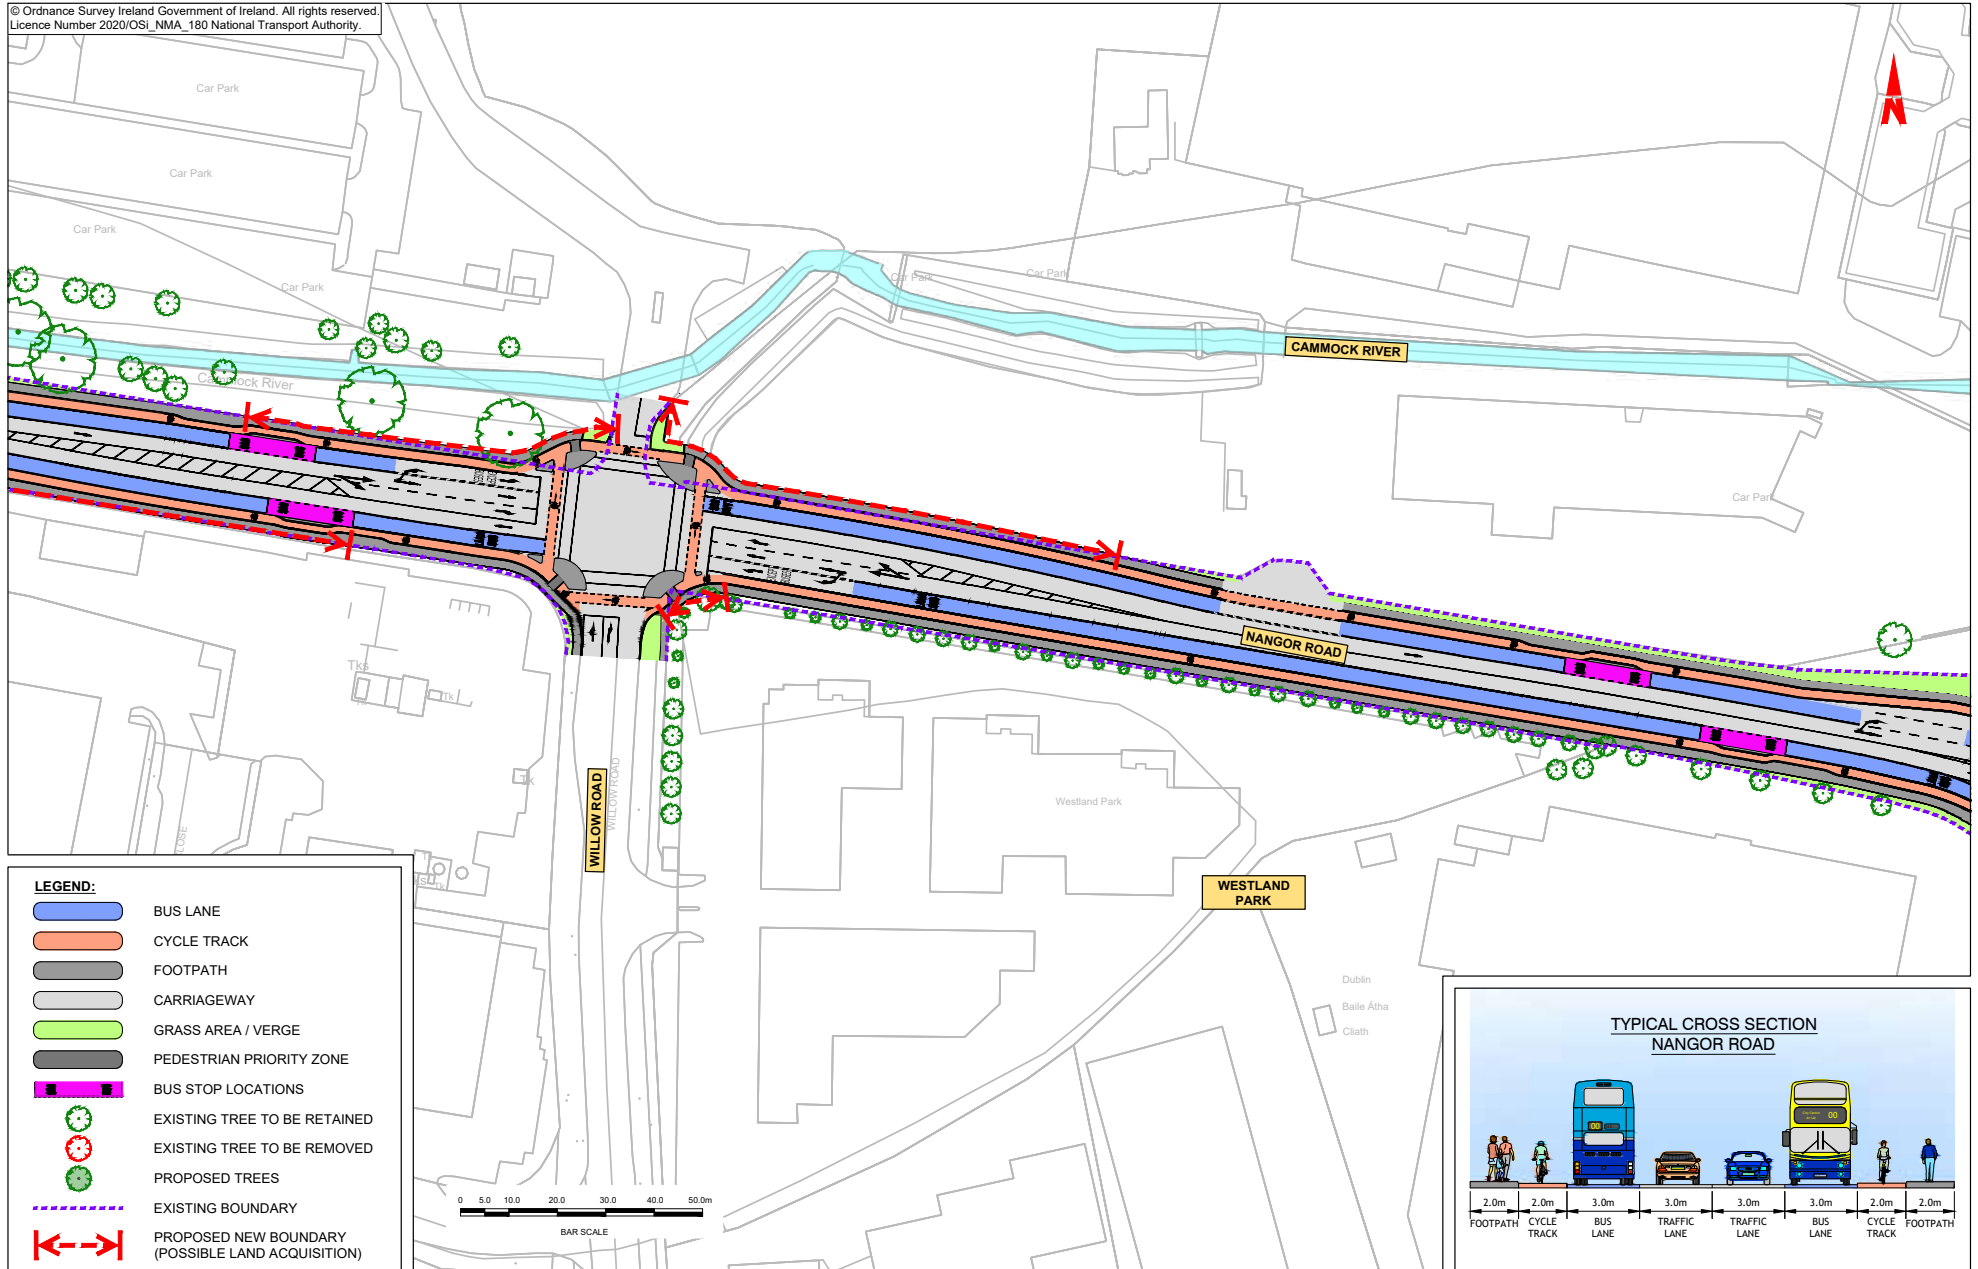 © Ordnance Survey Ireland Government of Ireland. All rights reserved.
Licence Number 2020/OSi_NMA_180 National Transport Authority.
Car Park
Car Park
Car Park
Car Park
Car Park
Car Park
N
CAMMOCK RIVER
Cammock River
Car Park
NANGOR ROAD
Tks
Tk
Tk
WILLOW ROAD
WILLOW ROAD
Westland Park
CLOSE
WESTLAND
PARK
Dublin
Baile Átha
Cliath
LEGEND:
BUS LANE
CYCLE TRACK
FOOTPATH
CARRIAGEWAY
GRASS AREA / VERGE
PEDESTRIAN PRIORITY ZONE
BUS STOP LOCATIONS
EXISTING TREE TO BE RETAINED
EXISTING TREE TO BE REMOVED
PROPOSED TREES
EXISTING BOUNDARY
PROPOSED NEW BOUNDARY
(POSSIBLE LAND ACQUISITION)
0 5.0 10.0 20.0 30.0 40.0 50.0m
BAR SCALE
TYPICAL CROSS SECTION
NANGOR ROAD
00
00
2.0m 2.0m 3.0m 3.0m 3.0m 3.0m 2.0m 2.0m
FOOTPATH CYCLE TRACK BUS LANE TRAFFIC LANE TRAFFIC LANE BUS LANE CYCLE TRACK FOOTPATH